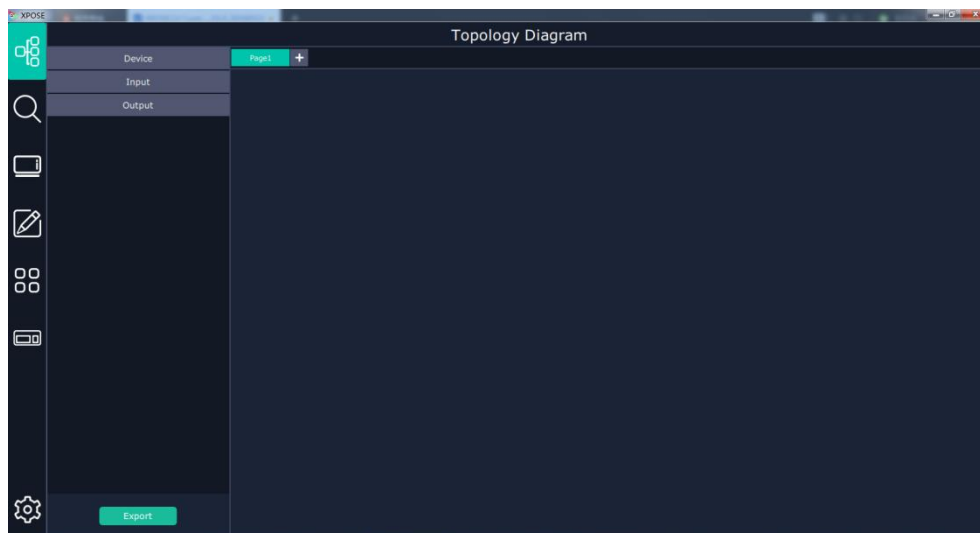 XPOSE
Topology Diagram
Device
Page1 +
Input
Output
Export